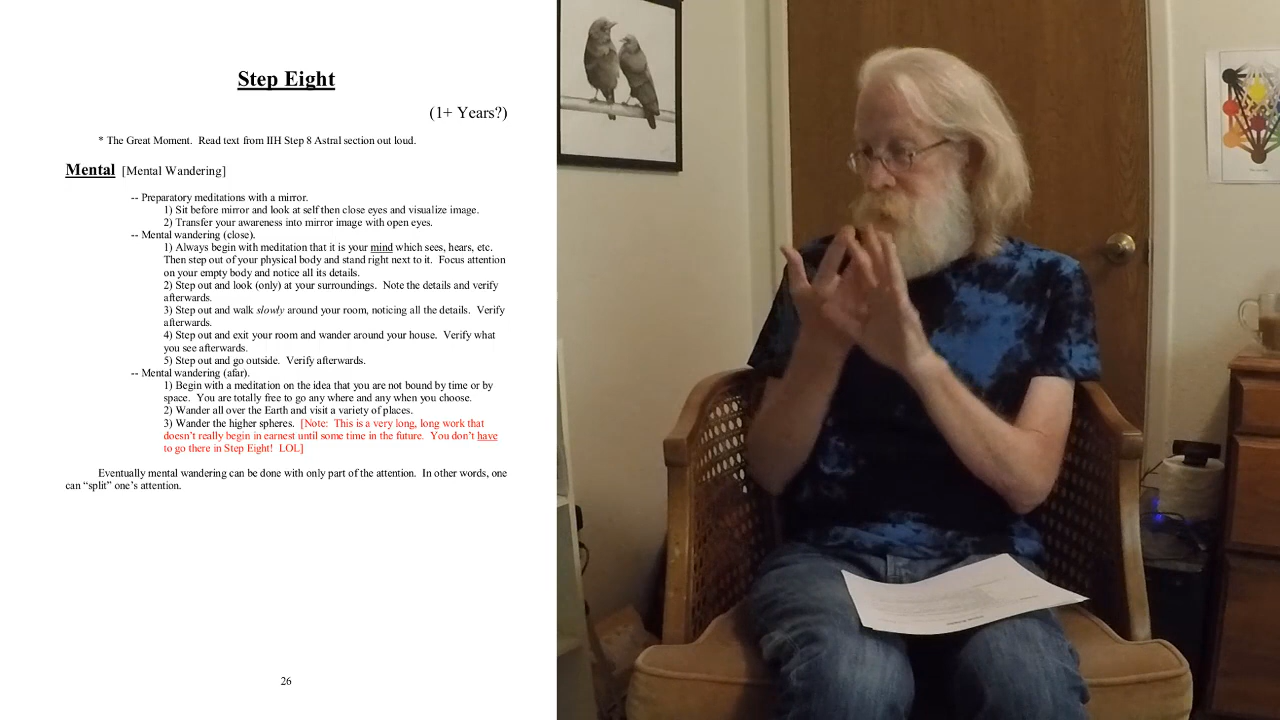 Step Eight
(1+ Years?)
* The Great Moment. Read text from IIH Step 8 Astral section out loud.
Mental [Mental Wandering]
-- Preparatory meditations with a mirror.
1) Sit before mirror and look at self then close eyes and visualize image.
2) Transfer your awareness into mirror image with open eyes.
-- Mental wandering (close).
1) Always begin with meditation that it is your mind which sees, hears, etc.
Then step out of your physical body and stand right next to it. Focus attention
on your empty body and notice all its details.
2) Step out and look (only) at your surroundings. Note the details and verify
afterwards.
3) Step out and walk slowly around your room, noticing all the details. Verify
afterwards.
4) Step out and exit your room and wander around your house. Verify what
you see afterwards.
5) Step out and go outside. Verify afterwards.
-- Mental wandering (afar).
1) Begin with a meditation on the idea that you are not bound by time or by
space. You are totally free to go any where and any when you choose.
2) Wander all over the Earth and visit a variety of places.
3) Wander the higher spheres. [Note: This is a very long, long work that
doesn't really begin in earnest until some time in the future. You don't have
to go there in Step Eight! LOL]
Eventually mental wandering can be done with only part of the attention. In other words, one
can “split” one’s attention.
26